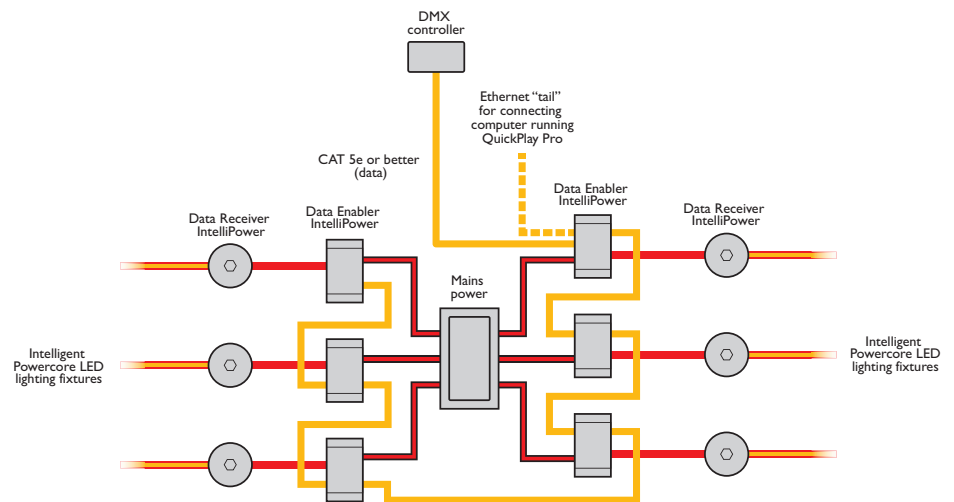 DMX
controller
Ethernet “tail”
for connecting
computer running
QuickPlay Pro
CAT 5e or better
(data)
Data Receiver
IntelliPower
Data Enabler
IntelliPower
Data Enabler
IntelliPower
Data Receiver
IntelliPower
Mains
power
Intelligent
Powercore LED
lighting fixtures
Intelligent
Powercore LED
lighting fixtures